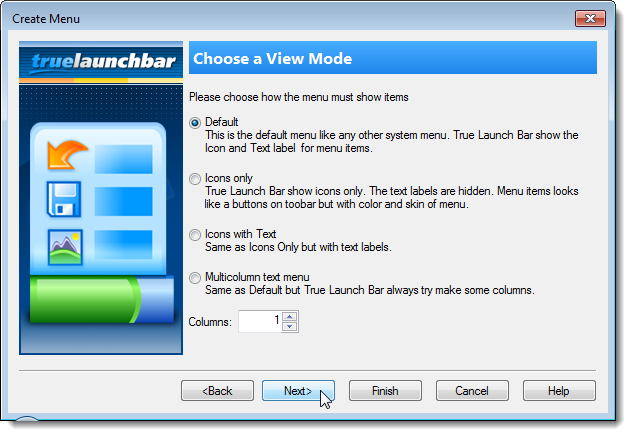 Create Menu
truelaunchbar
Choose a View Mode
Please choose how the menu must show items
Default
This is the default menu like any other system menu. True Launch Bar show the
Icon and Text label for menu items.
Icons only
True Launch Bar show icons only. The text labels are hidden. Menu items looks
like a buttons on toobar but with color and skin of menu.
Icons with Text
Same as Icons Only but with text labels.
Multicolumn text menu
Same as Default but True Launch Bar always try make some columns.
Columns: 1
<Back Next> Finish Cancel Help